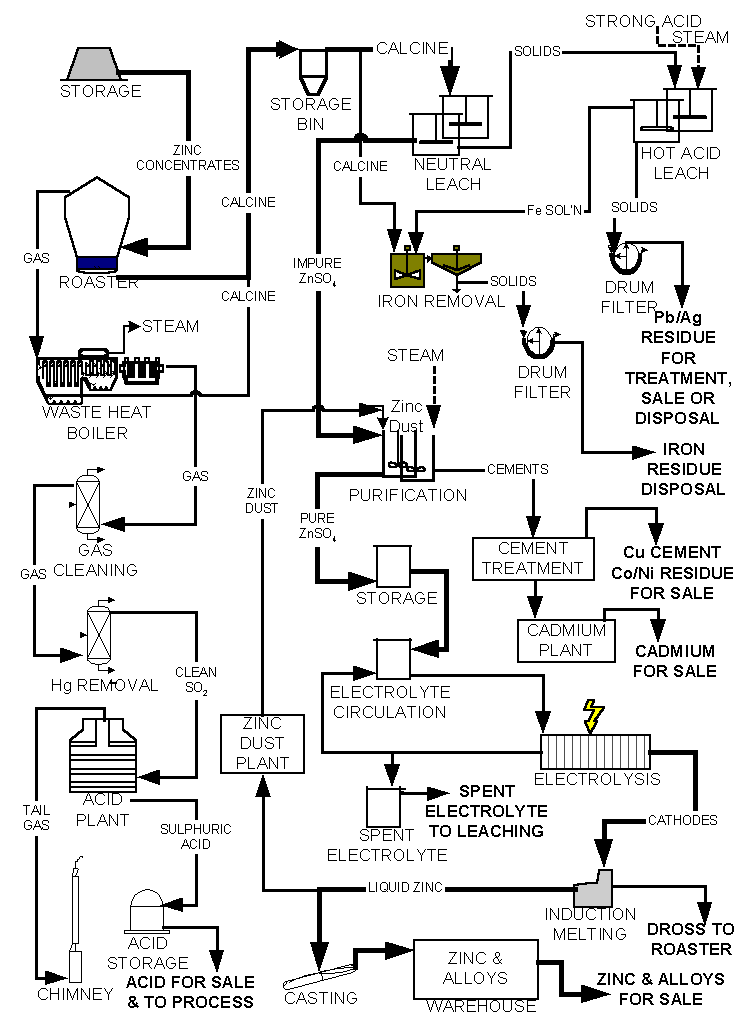 STRONG ACID
STEAM
CALCINE
SOLIDS
STORAGE
STORAGE
BIN
ZINC
CONCENTRATES
CALCINE
NEUTRAL
LEACH
HOT ACID
LEACH
CALCINE
Fe SOL'N
SOLIDS
GAS
IMPURE
ZnSO4
ROASTER
SOLIDS
CALCINE
IRON REMOVAL
DRUM
FILTER
Pb/Ag
RESIDUE
FOR
TREATMENT,
SALE OR
DISPOSAL
STEAM
STEAM
DRUM
FILTER
WASTE HEAT
BOILER
Zinc
Dust
IRON
RESIDUE
DISPOSAL
GAS
ZINC
DUST
CEMENTS
PURIFICATION
PURE
ZnSO4
GAS
CLEANING
GAS
CEMENT
TREATMENT
Cu CEMENT
Co/Ni RESIDUE
FOR SALE
STORAGE
CADMIUM
PLANT
CADMIUM
FOR SALE
Hg REMOVAL
CLEAN
SO2
ELECTROLYTE
CIRCULATION
ZINC
DUST
PLANT
ELECTROLYSIS
ACID
PLANT
TAIL
GAS
SULPHURIC
ACID
SPENT
ELECTROLYTE
SPENT
ELECTROLYTE
TO LEACHING
CATHODES
LIQUID ZINC
INDUCTION
MELTING
DROSS TO
ROASTER
ACID
STORAGE
CHIMNEY
ACID FOR SALE
& TO PROCESS
CASTING
ZINC &
ALLOYS
WAREHOUSE
ZINC & ALLOYS
FOR SALE